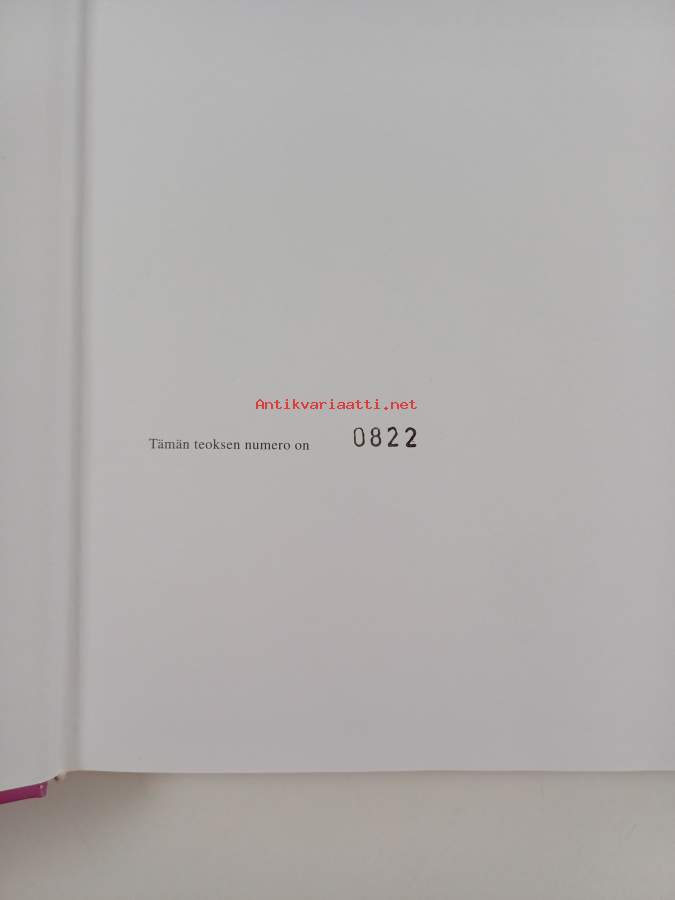 Antikvariaatti.net
Tämän teoksen numero on 0822